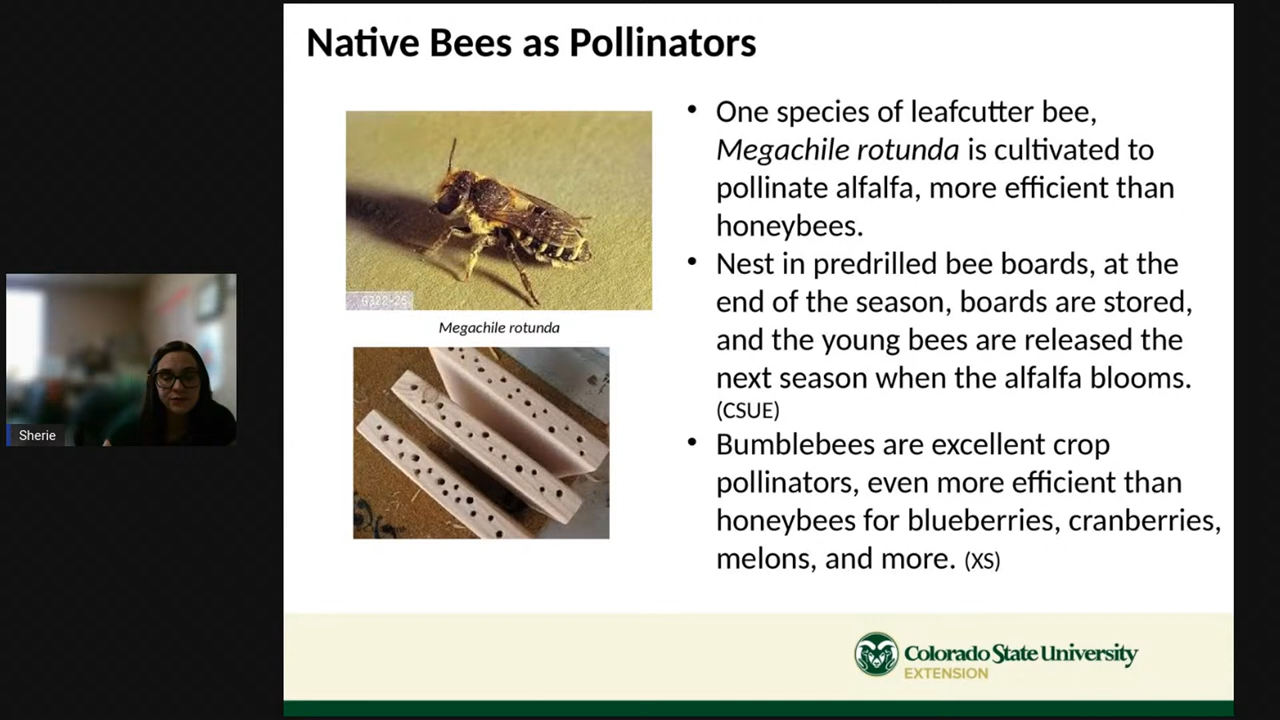 Native Bees as Pollinators
One species of leafcutter bee,
Megachile rotunda is cultivated to
pollinate alfalfa, more efficient than
honeybees.
Nest in predrilled bee boards, at the
end of the season, boards are stored,
and the young bees are released the
next season when the alfalfa blooms.
(CSUE)
Bumblebees are excellent crop
pollinators, even more efficient than
honeybees for blueberries, cranberries,
melons, and more. (XS)
0322-26
Megachile rotunda
Sherie
Colorado State University
EXTENSION